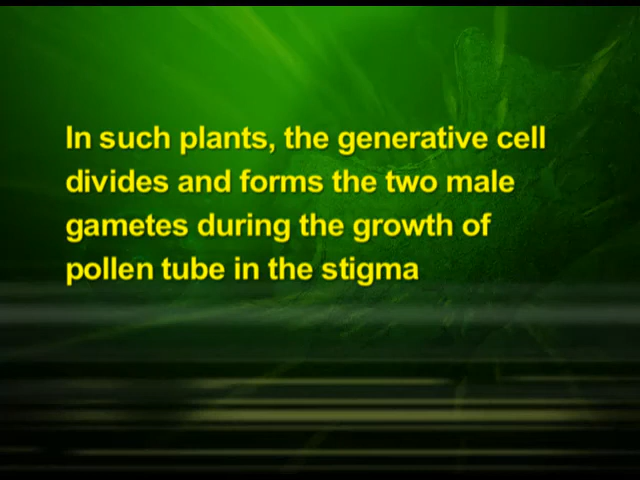 In such plants, the generative cell
divides and forms the two male
gametes during the growth of
pollen tube in the stigma